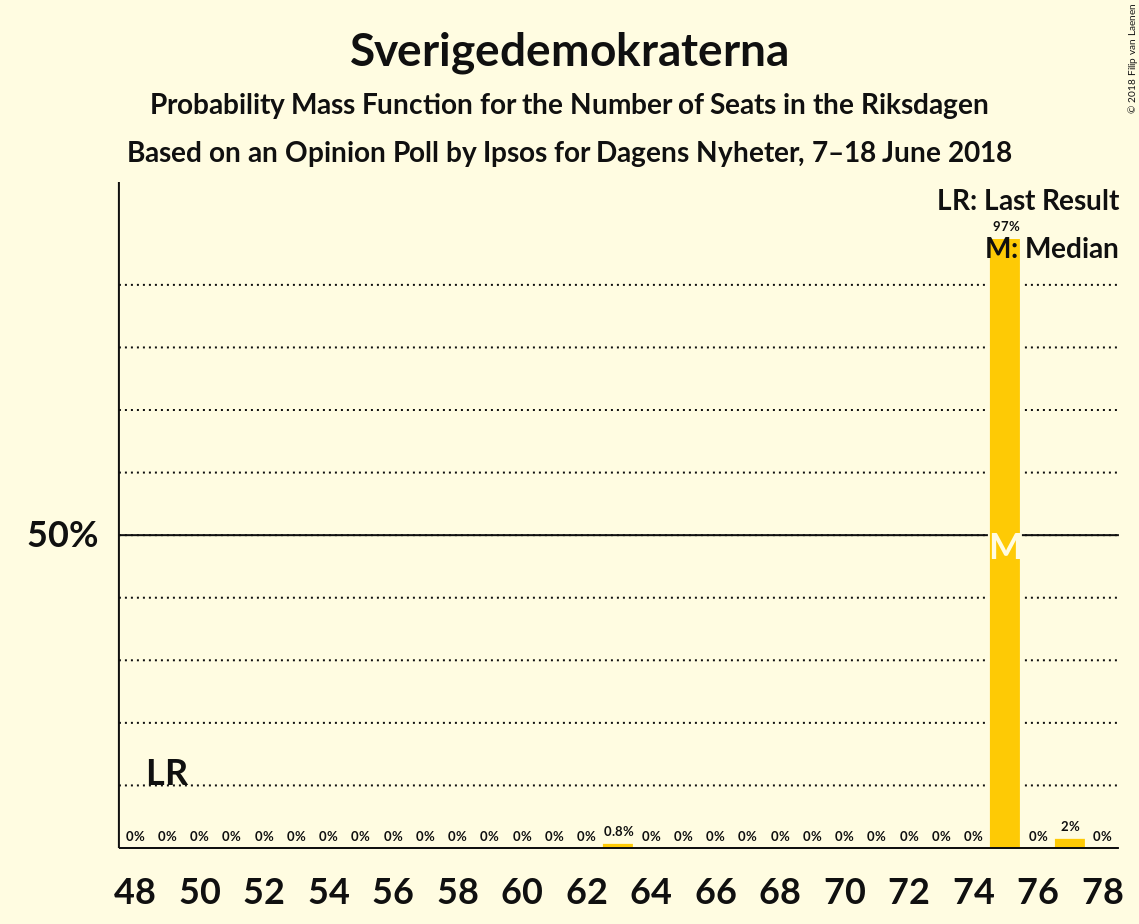 Sverigedemokraterna
Probability Mass Function for the Number of Seats in the Riksdagen
Based on an Opinion Poll by Ipsos for Dagens Nyheter, 7–18 June 2018
© 2018 Filip van Laenen
LR: Last Result
97%
M: Median
50%
M
LR
0% 0% 0% 0% 0% 0% 0% 0% 0% 0% 0% 0% 0% 0% 0% 0.8% 0% 0% 0% 0% 0% 0% 0% 0% 0% 0% 0% 0% 2% 0%
48 50 52 54 56 58 60 62 64 66 68 70 72 74 76 78